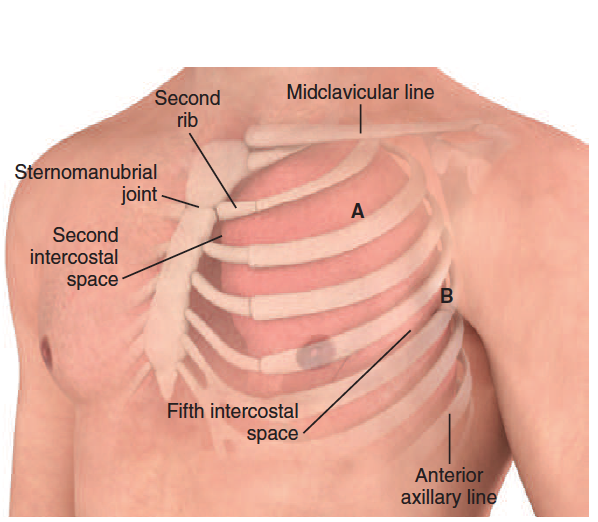 Second
rib
Midclavicular line
Sternomanubrial
joint
A
Second
intercostal
space
B
Fifth intercostal
space
Anterior
axillary line